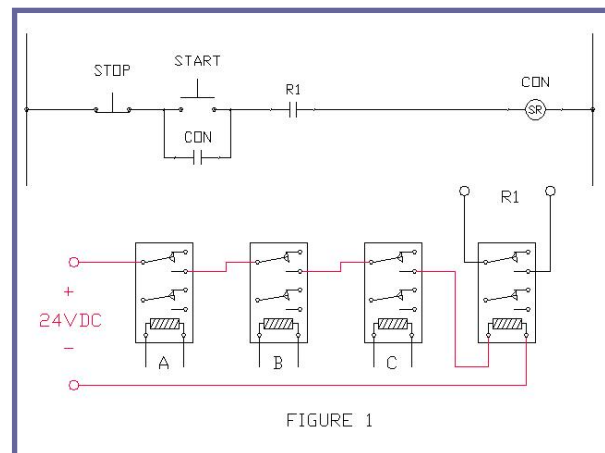 STOP
START
CON
R1
CON
SR
R1
+
24VDC
-
A
B
C
FIGURE 1